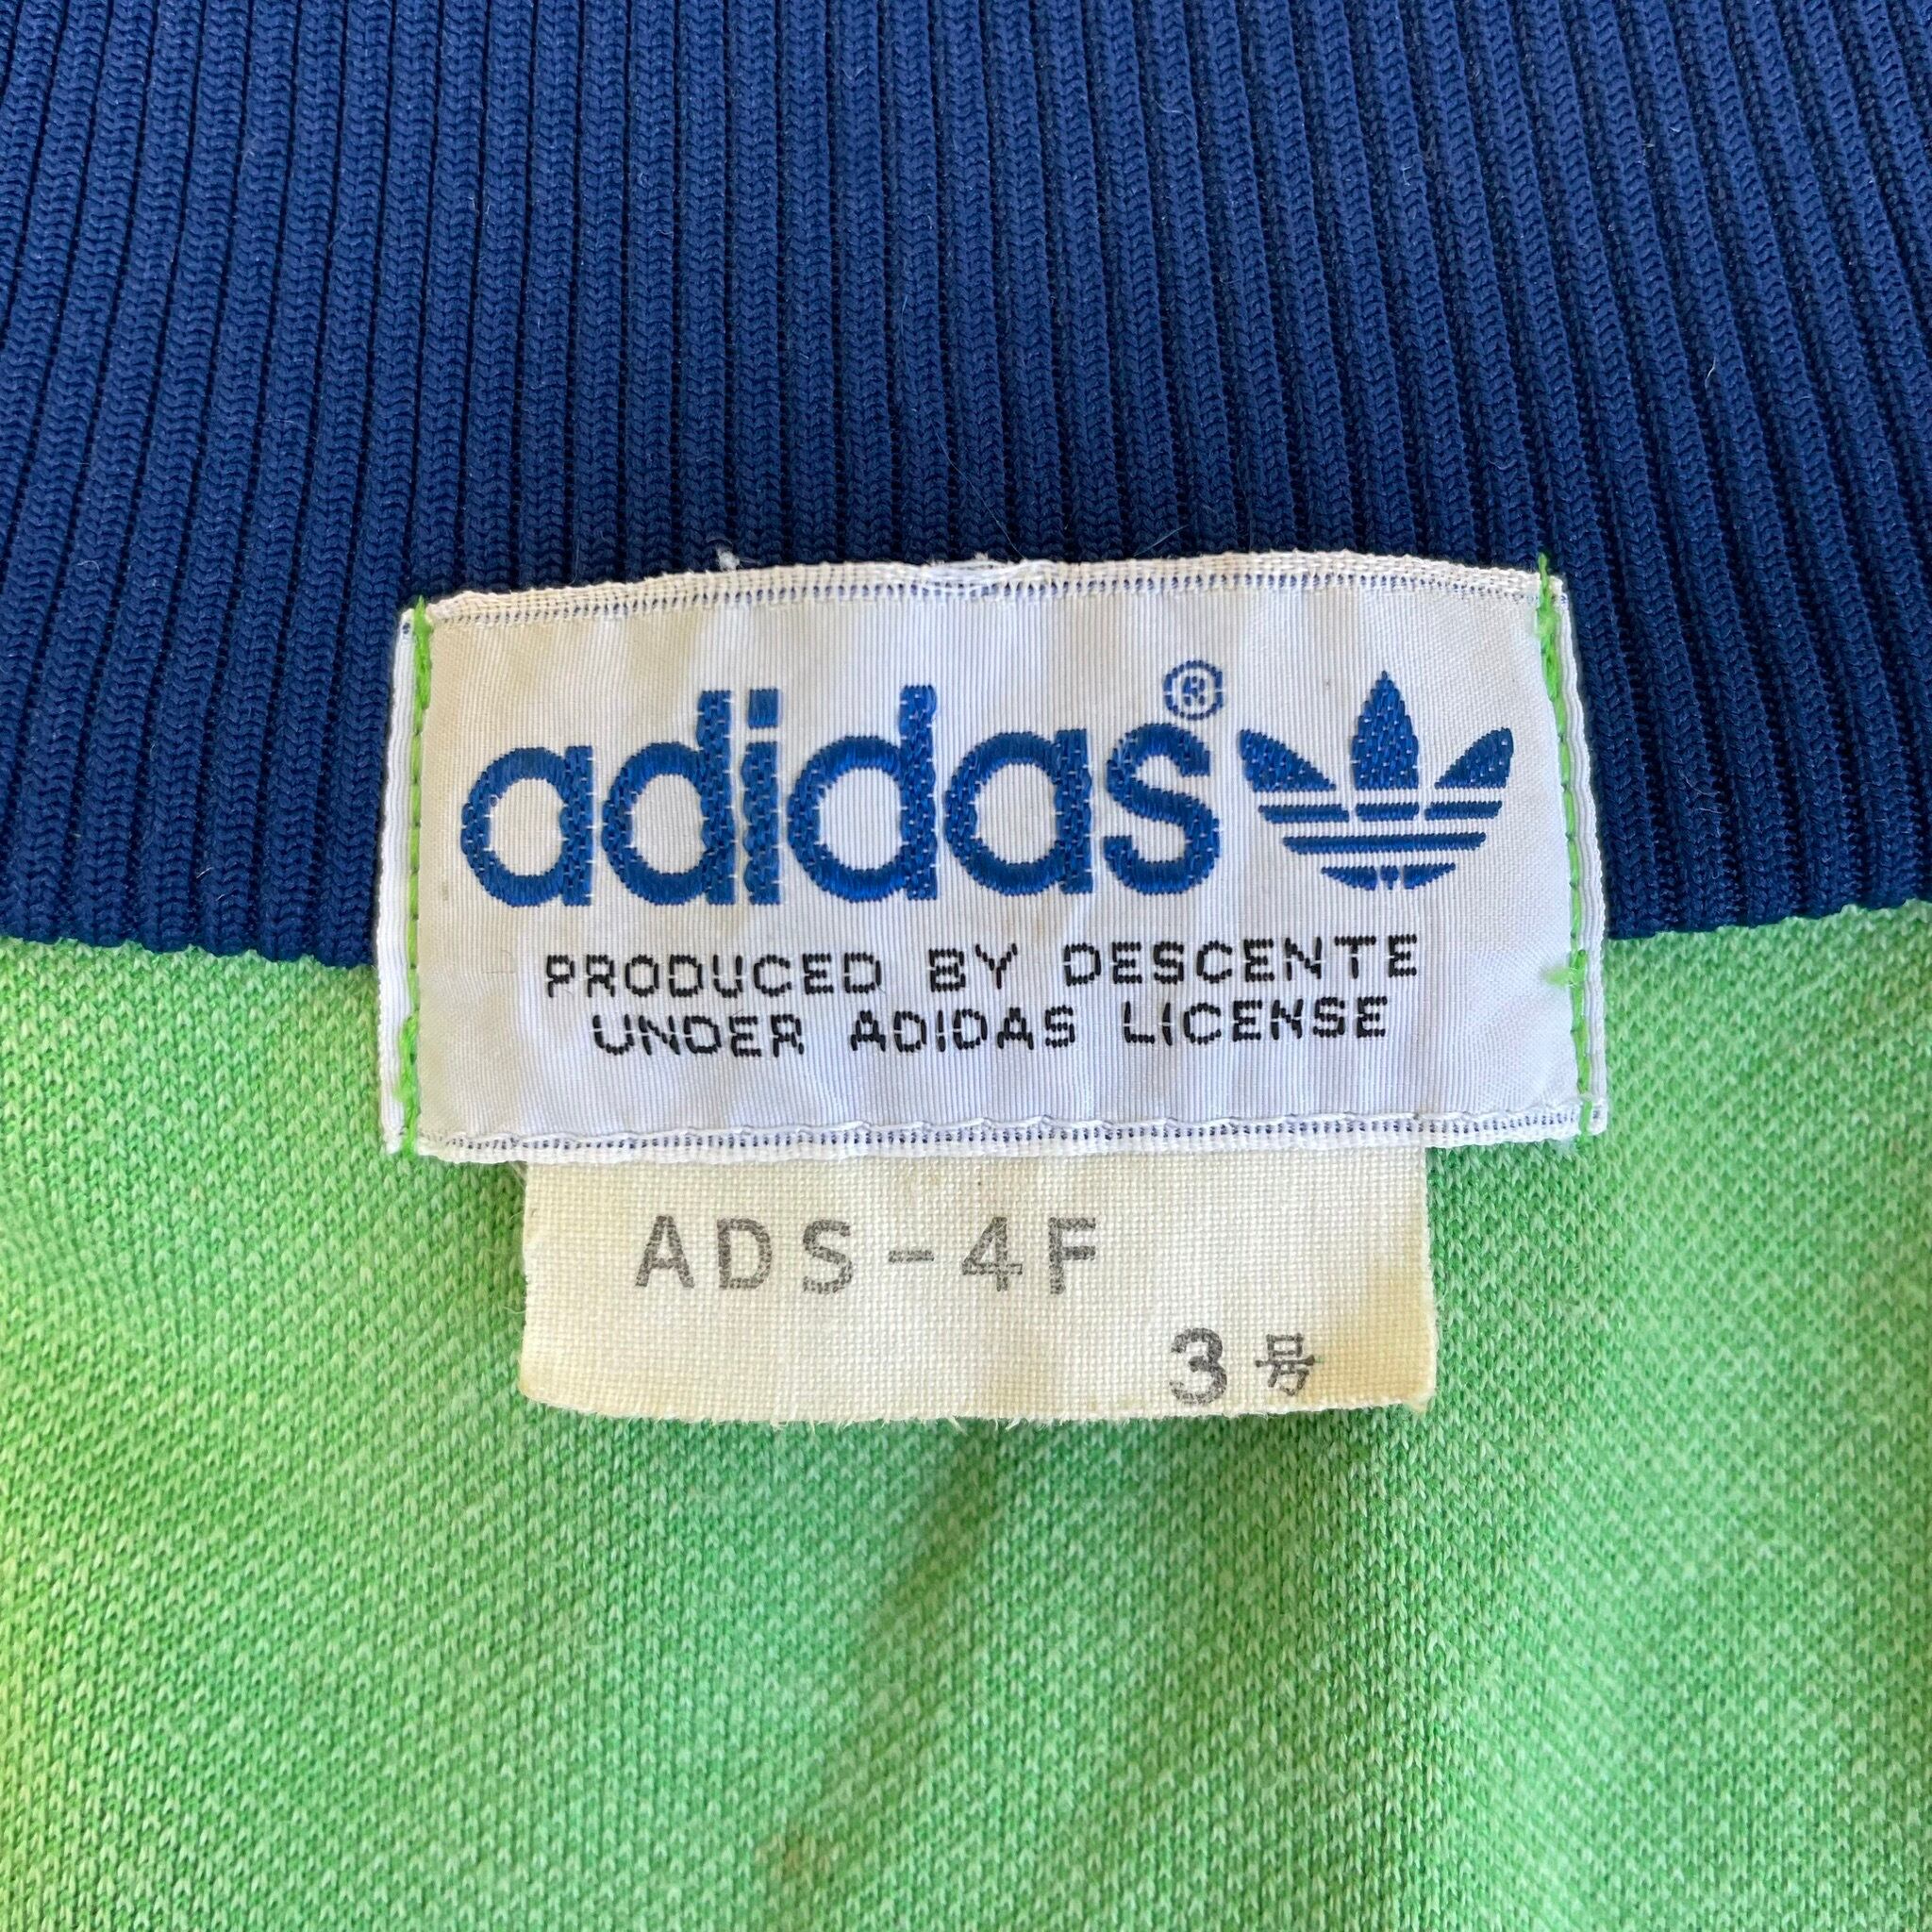 adidas®
PRODUCED BY DESCENTE
UNDER ADIDAS LICENSE
ADS-4F
3号